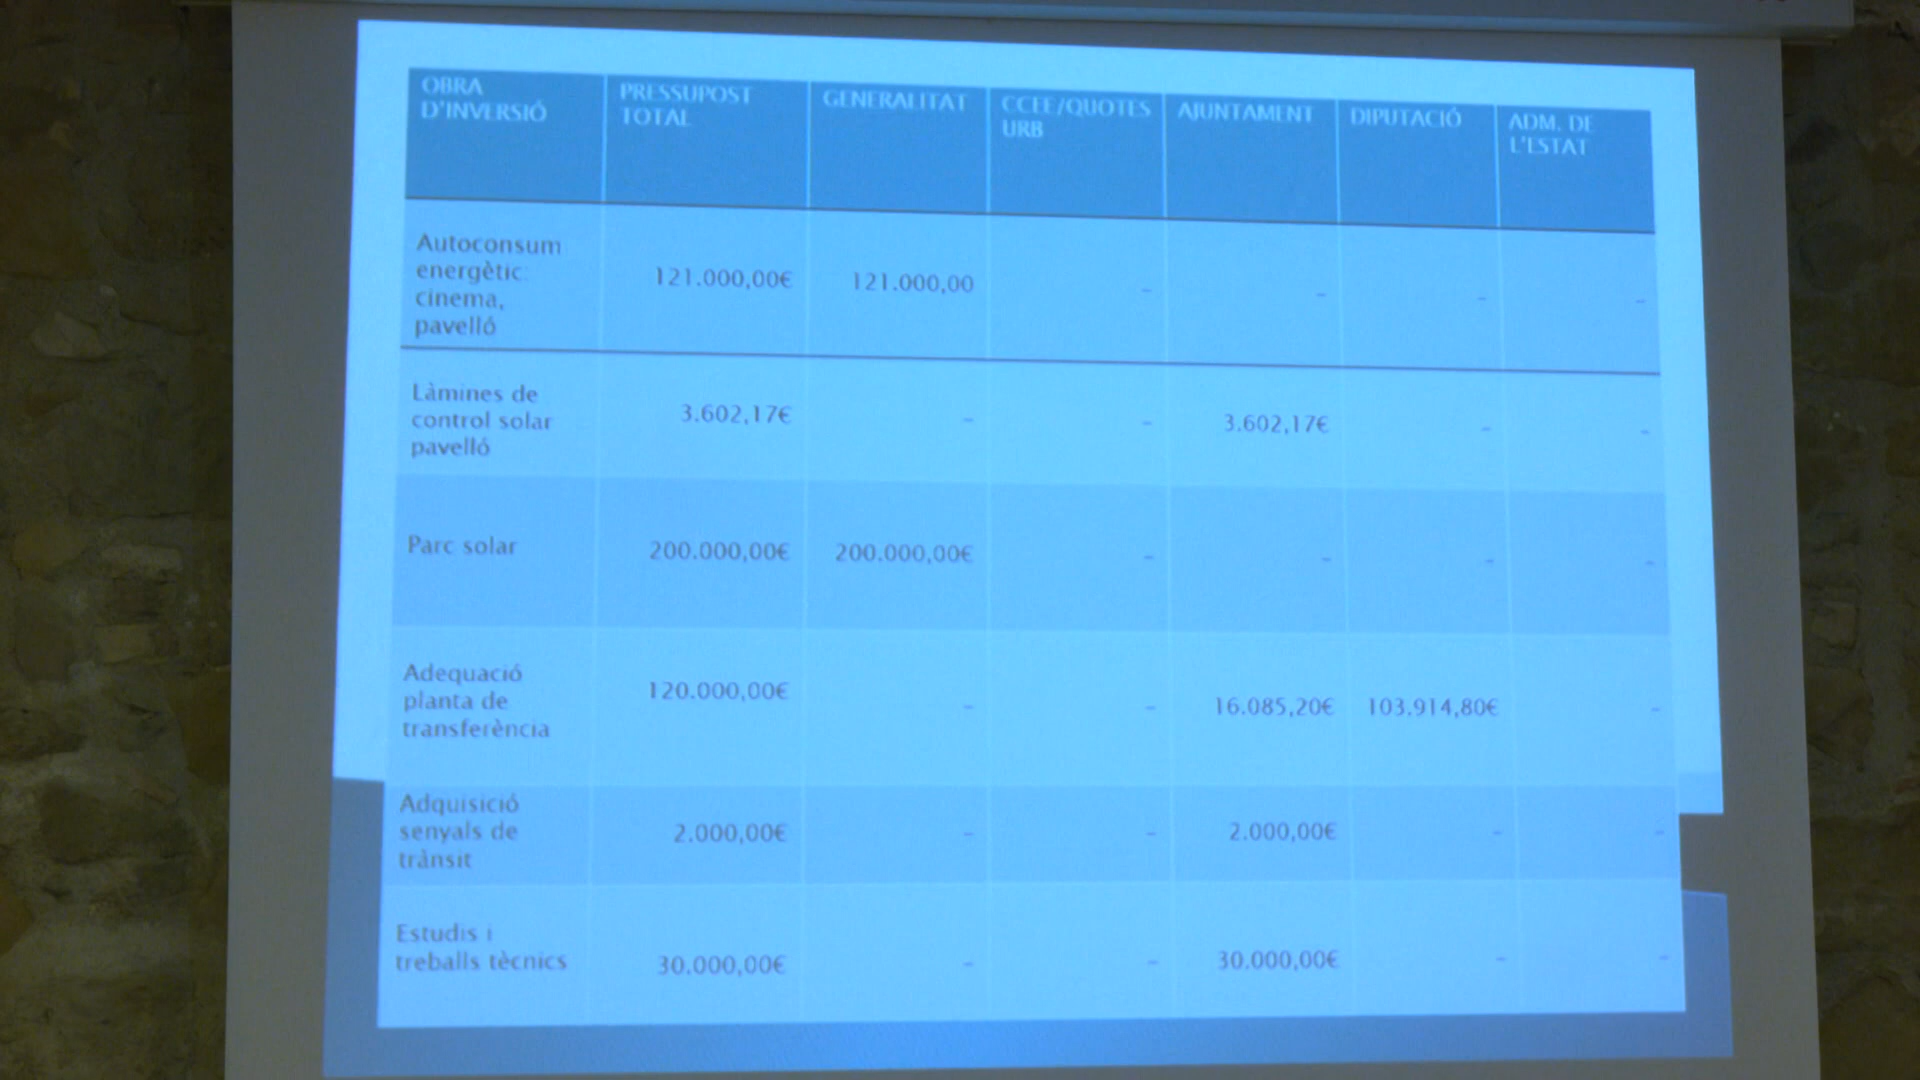 OBRA D'INVERSIÓ PRESSUPOST TOTAL GENERALITAT CCEE/QUOTES URB AJUNTAMENT DIPUTACIÓ ADM. DE L'ESTAT
Autoconsum energètic: cinema, pavelló 121.000,00€ 121.000,00 - - - -
Làmines de control solar pavelló 3.602,17€ - - 3.602,17€ - -
Parc solar 200.000,00€ 200.000,00€ - - - -
Adequació planta de transferència 120.000,00€ - - 16.085,20€ 103.914,80€ -
Adquisició senyals de trànsit 2.000,00€ - - 2.000,00€ - -
Estudis i treballs tècnics 30.000,00€ - - 30.000,00€ - -